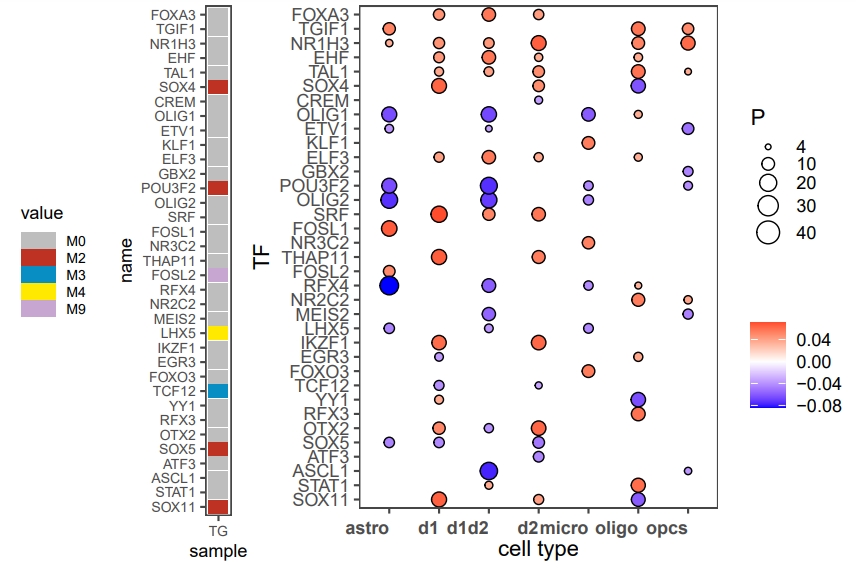 value
M0
M2
M3
M4
M9
name
FOXA3
TGIF1
NR1H3
EHF
TAL1
SOX4
CREM
OLIG1
ETV1
KLF1
ELF3
GBX2
POU3F2
OLIG2
SRF
FOSL1
NR3C2
THAP11
FOSL2
RFX4
NR2C2
MEIS2
LHX5
IKZF1
EGR3
FOXO3
TCF12
YY1
RFX3
OTX2
SOX5
ATF3
ASCL1
STAT1
SOX11
TG
sample
TF
FOXA3
TGIF1
NR1H3
EHF
TAL1
SOX4
CREM
OLIG1
ETV1
KLF1
ELF3
GBX2
POU3F2
OLIG2
SRF
FOSL1
NR3C2
THAP11
FOSL2
RFX4
NR2C2
MEIS2
LHX5
IKZF1
EGR3
FOXO3
TCF12
YY1
RFX3
OTX2
SOX5
ATF3
ASCL1
STAT1
SOX11
astro d1 d1d2 d2 micro oligo opcs
cell type
P
4
10
20
30
40
0.04
0.00
−0.04
−0.08